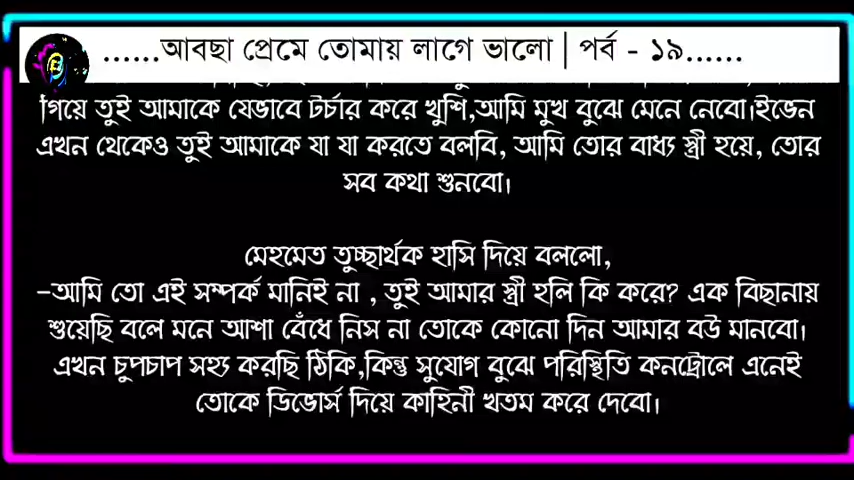 ......আবছা প্রেমে তোমায় লাগে ভালো | পর্ব - ১৯......
গিয়ে তুই আমাকে যেভাবে টর্চার করে খুশি,আমি মুখ বুঝে মেনে নেবো।ইভেন
এখন থেকেও তুই আমাকে যা যা করতে বলবি, আমি তোর বাধ্য স্ত্রী হয়ে, তোর
সব কথা শুনবো।
মেহমেত তুচ্ছার্থক হাসি দিয়ে বললো,
-আমি তো এই সম্পর্ক মানিই না , তুই আমার স্ত্রী হলি কি করে? এক বিছানায়
শুয়েছি বলে মনে আশা বেঁধে নিস না তোকে কোনো দিন আমার বউ মানবো।
এখন চুপচাপ সহ্য করছি ঠিকি,কিন্তু সুযোগ বুঝে পরিস্থিতি কনট্রোলে এনেই
তোকে ডিভোর্স দিয়ে কাহিনী খতম করে দেবো।